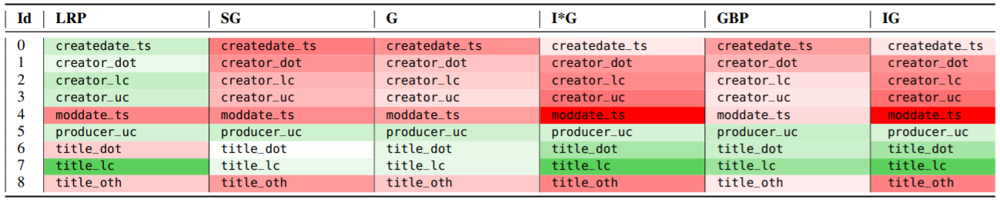 Id LRP SG G I*G GBP IG
0 createdate_ts createdate_ts createdate_ts createdate_ts createdate_ts createdate_ts
1 creator_dot creator_dot creator_dot creator_dot creator_dot creator_dot
2 creator_lc creator_lc creator_lc creator_lc creator_lc creator_lc
3 creator_uc creator_uc creator_uc creator_uc creator_uc creator_uc
4 moddate_ts moddate_ts moddate_ts moddate_ts moddate_ts moddate_ts
5 producer_uc producer_uc producer_uc producer_uc producer_uc producer_uc
6 title_dot title_dot title_dot title_dot title_dot title_dot
7 title_lc title_lc title_lc title_lc title_lc title_lc
8 title_oth title_oth title_oth title_oth title_oth title_oth